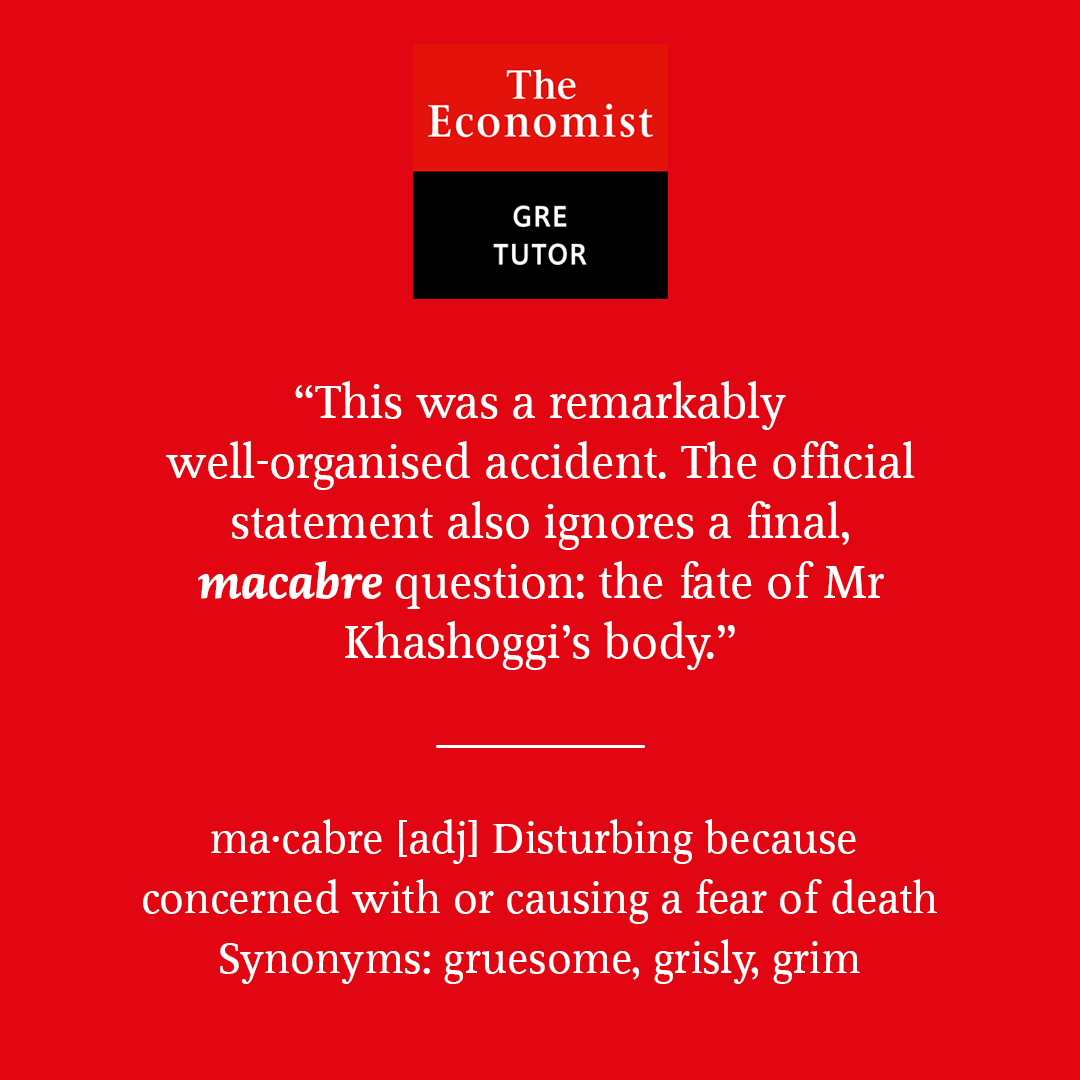 The
Economist
GRE
TUTOR
“This was a remarkably
well-organised accident. The official
statement also ignores a final,
macabre question: the fate of Mr
Khashoggi’s body.”
ma·cabre [adj] Disturbing because
concerned with or causing a fear of death
Synonyms: gruesome, grisly, grim